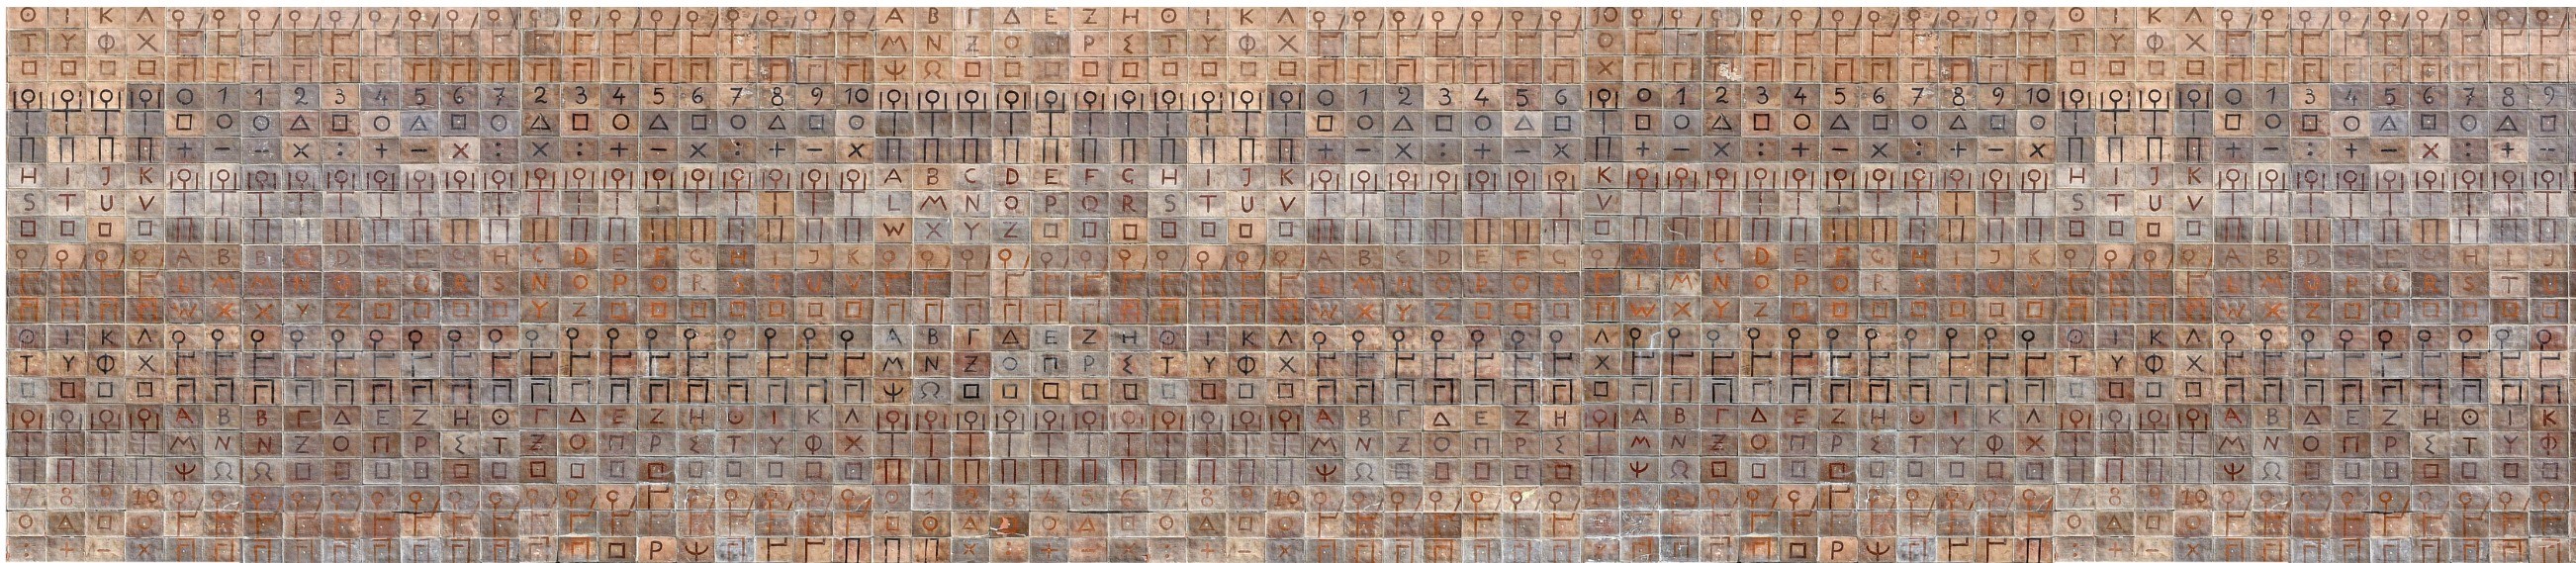 Θ I K Λ A B Γ Δ E Z H Θ I K Λ Θ I K Λ
T Y Φ X M N Z O Π P Σ T Y Φ X O T Y Φ X
Ψ Ω X
0 1 1 2 3 4 5 6 7 2 3 4 5 6 7 8 9 10 0 1 2 3 4 5 6 0 1 2 3 4 5 6 7 8 9 10 0 1 3 4 5 6 7 8 9
+ − − × : + − × : × : + − × : + − × + − × : + − × + − × : + − × : + − × + − : + − × : + −
H I J K A B C D E F G H I J K K H I J K
S T U V L M N O P Q R S T U V V S T U V
W X Y Z
A B B C D E F G H C D E F G H I J K A B C D E F G A B C D E F G H I J K A B D E F G H I J
L M M N O P Q R S N O P Q R S T U V L M N O P Q R L M N O P Q R S T U V L M O P Q R S T U
W X X Y Z Y Z W X Y Z W X Y Z W X Z
Θ I K Λ A B Γ Δ E Z H Θ I K Λ Λ Θ I K Λ
T Y Φ X M N Z O Π P Σ T Y Φ X X T Y Φ X
Ψ Ω
A B B Γ Δ E Z H Θ Γ Δ E Z H Θ I K Λ A B Γ Δ E Z H A B Γ Δ E Z H Θ I K Λ A B Δ E Z H Θ I K
M N N Z O Π P Σ T Z O Π P Σ T Y Φ X M N Z O Π P Σ M N Z O Π P Σ T Y Φ X M N O Π P Σ T Y Φ
Ψ Ω Ω Ψ Ω Ψ Ω Ψ Ω
7 8 9 10 0 1 2 3 4 5 6 7 8 9 10 10 7 8 9 10
: + − × P Ψ × : + − × : + − × P Ψ : + − ×